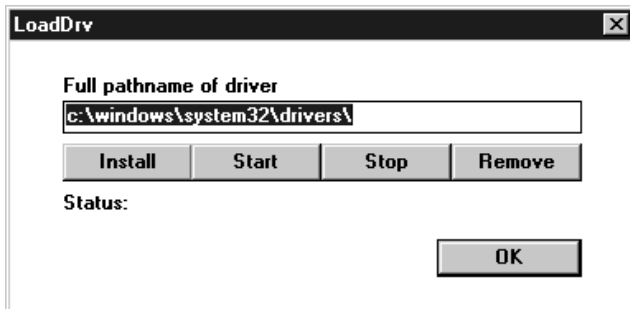 LoadDrv
Full pathname of driver
c:\windows\system32\drivers\
Install Start Stop Remove
Status:
OK